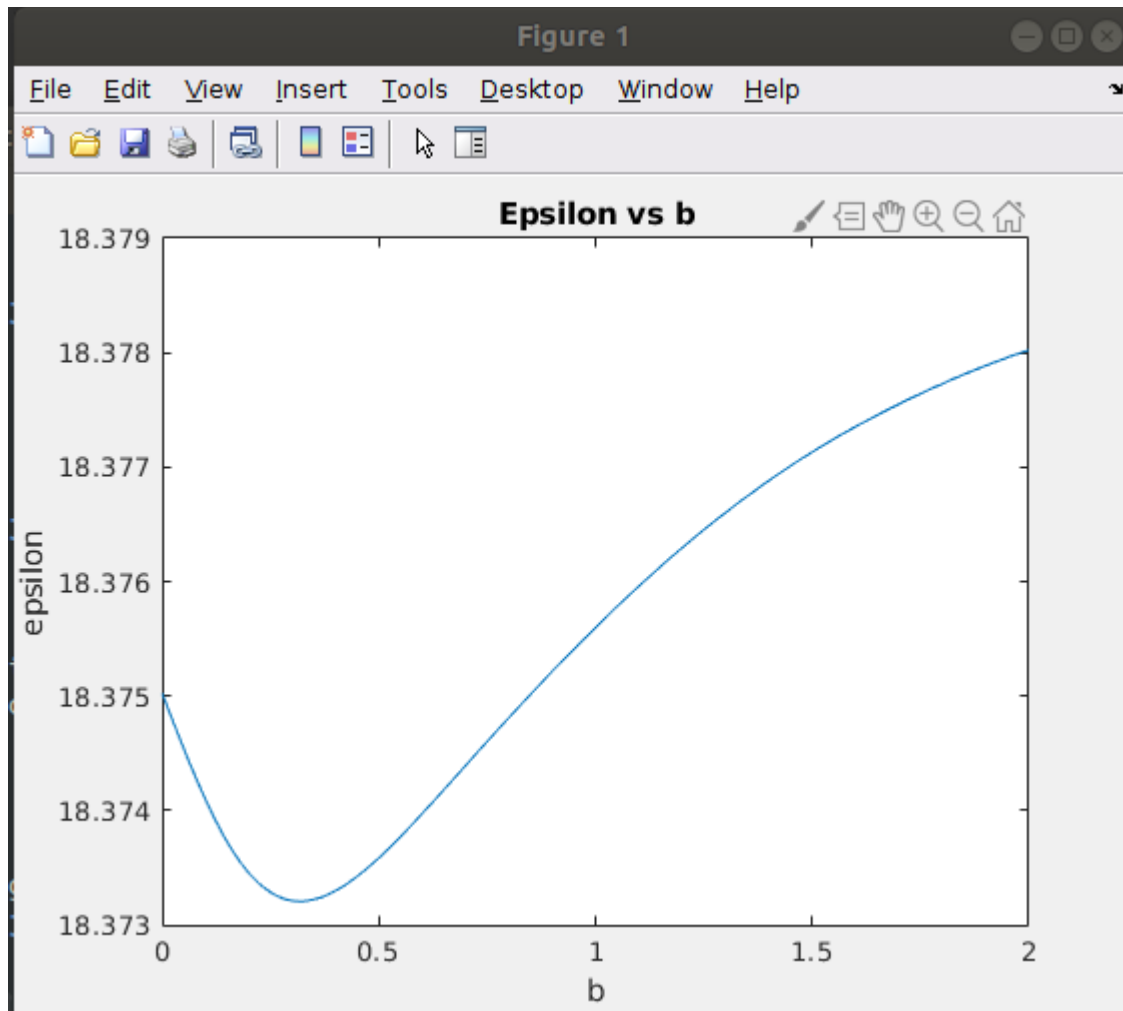 Figure 1
File Edit View Insert Tools Desktop Window Help
Epsilon vs b
18.379
18.378
18.377
18.376
18.375
18.374
18.373
epsilon
0 0.5 1 1.5 2
b